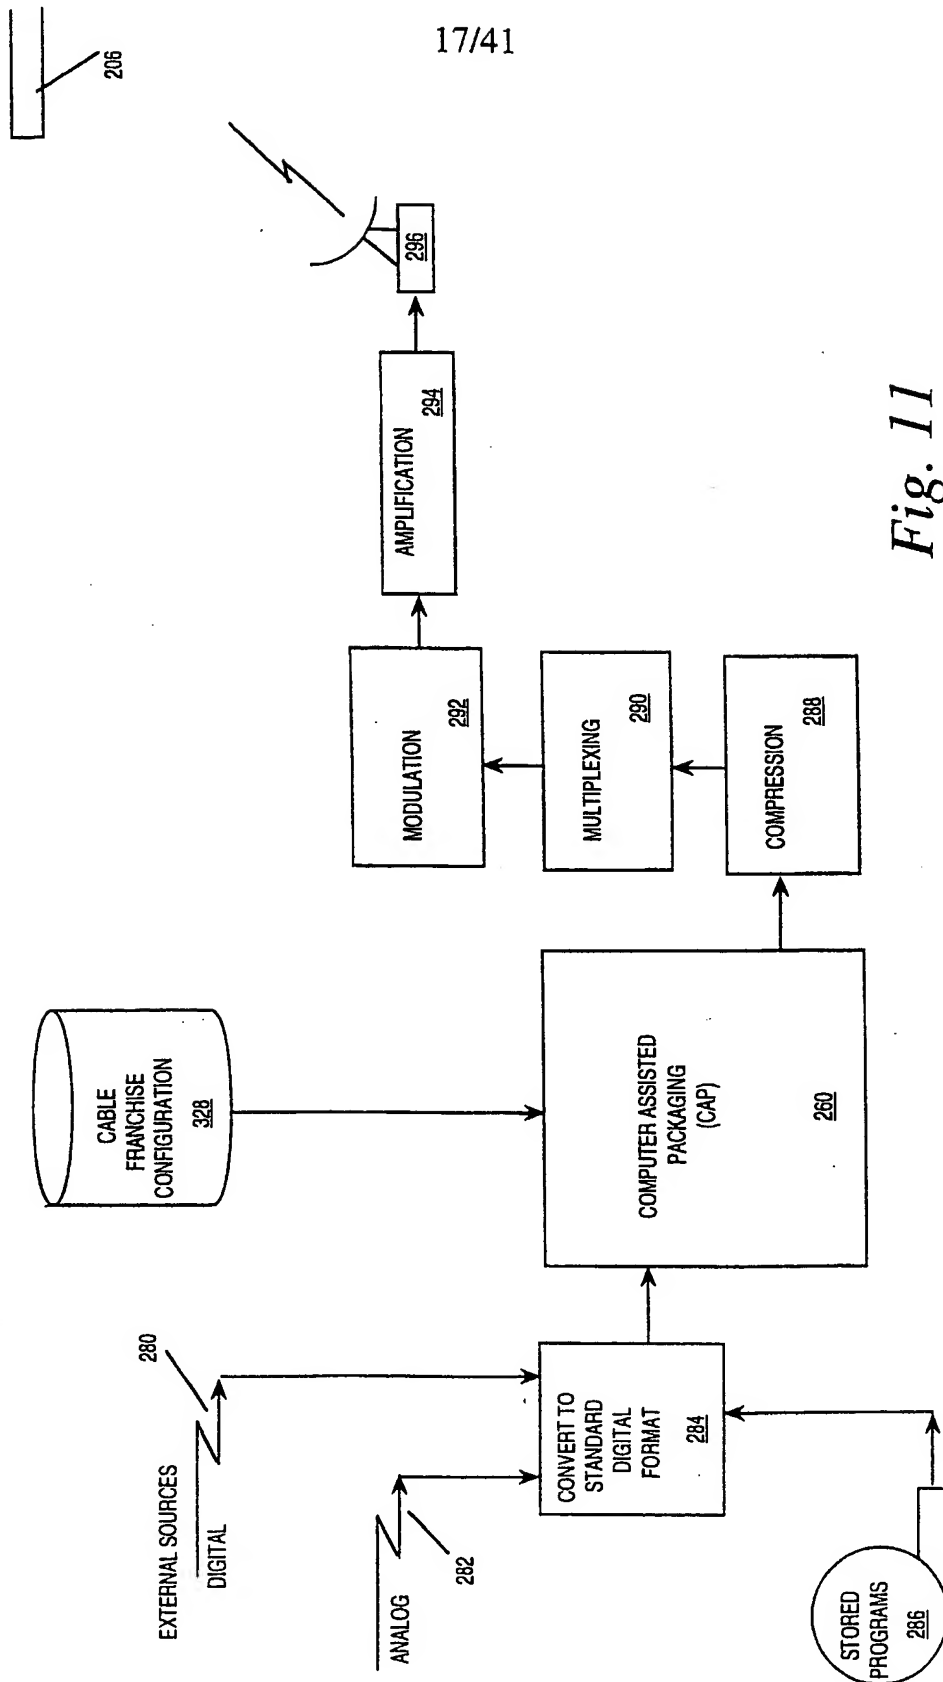 17/41
206
EXTERNAL SOURCES
DIGITAL
280
ANALOG
282
STORED
PROGRAMS
286
CONVERT TO
STANDARD
DIGITAL
FORMAT
284
CABLE
FRANCHISE
CONFIGURATION
328
COMPUTER ASSISTED
PACKAGING
(CAP)
260
COMPRESSION
288
MULTIPLEXING
290
MODULATION
292
AMPLIFICATION
294
296
Fig. 11